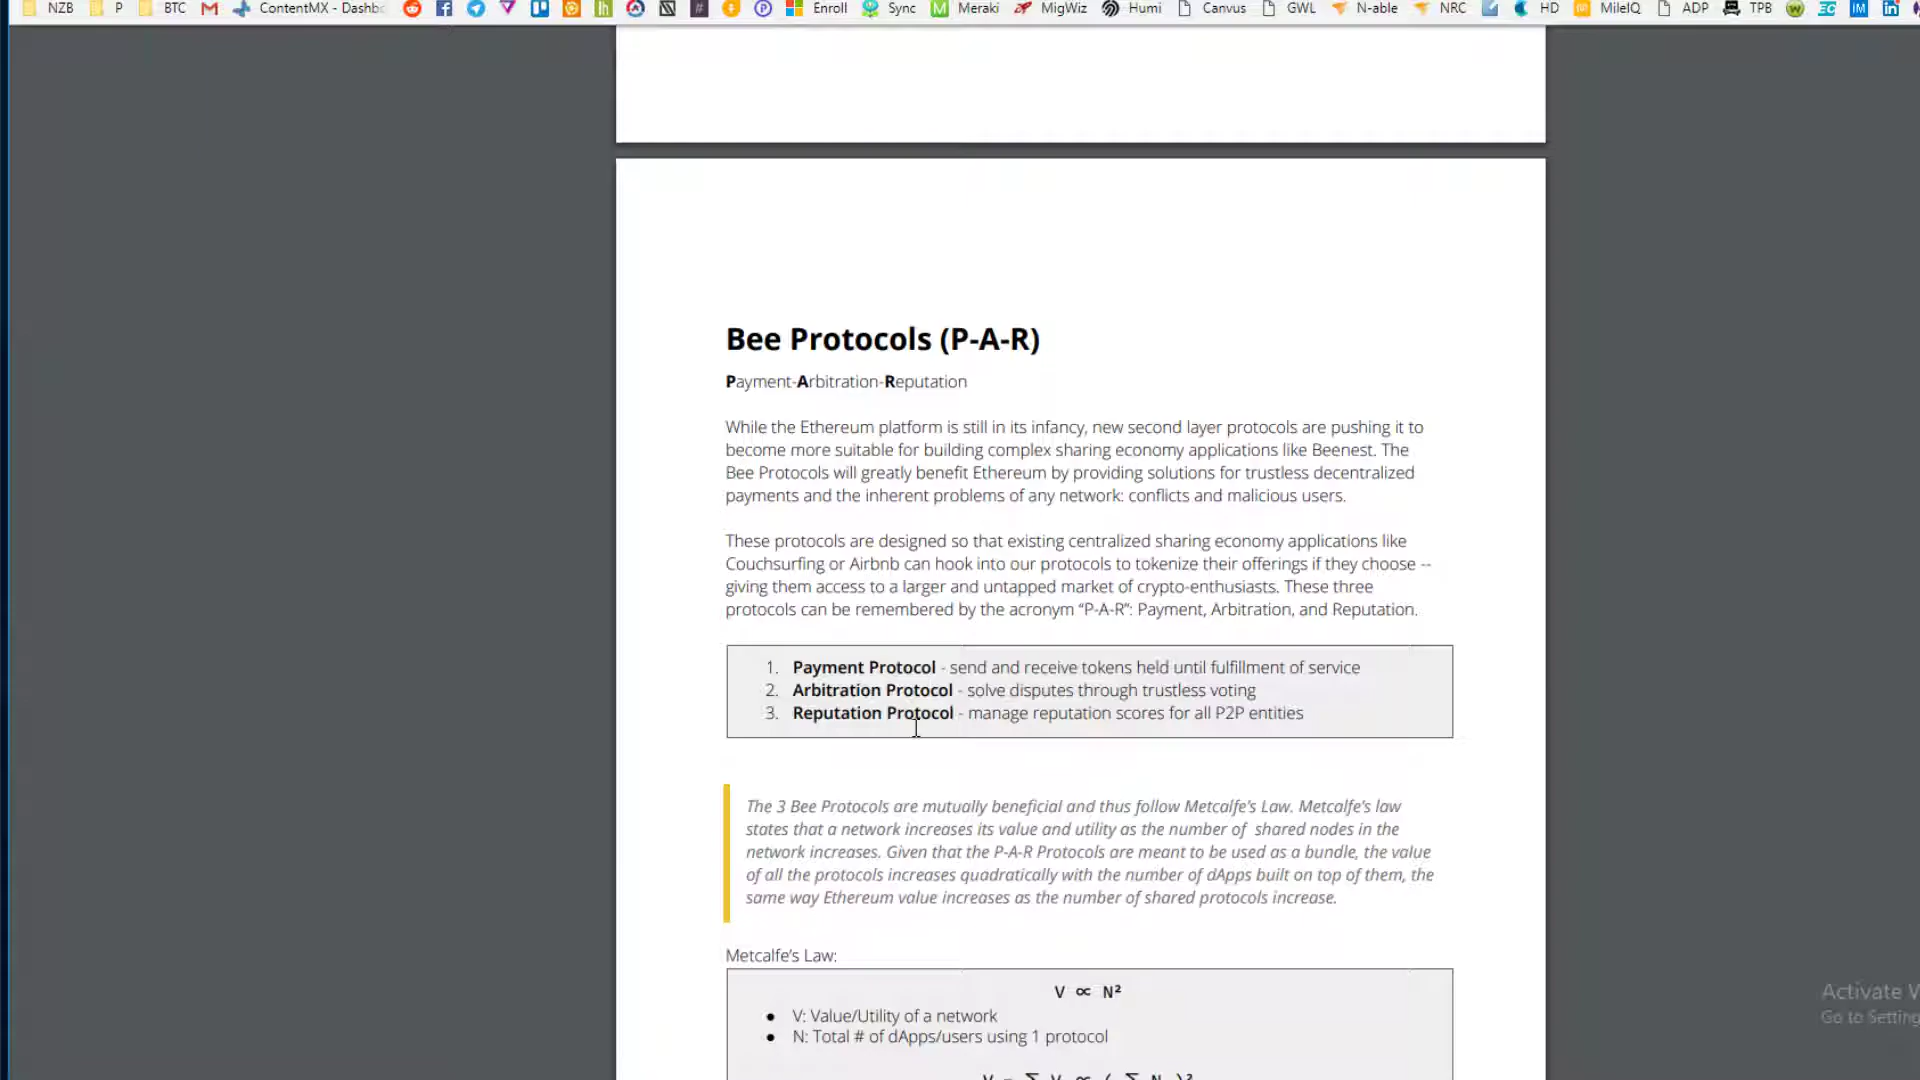 NZB P BTC ContentMX - Dashb Enroll Sync Meraki MigWiz Humi Canvus GWL N-able NRC HD MileIQ ADP TPB
Bee Protocols (P-A-R)
Payment-Arbitration-Reputation
While the Ethereum platform is still in its infancy, new second layer protocols are pushing it to
become more suitable for building complex sharing economy applications like Beenest. The
Bee Protocols will greatly benefit Ethereum by providing solutions for trustless decentralized
payments and the inherent problems of any network: conflicts and malicious users.
These protocols are designed so that existing centralized sharing economy applications like
Couchsurfing or Airbnb can hook into our protocols to tokenize their offerings if they choose --
giving them access to a larger and untapped market of crypto-enthusiasts. These three
protocols can be remembered by the acronym “P-A-R”: Payment, Arbitration, and Reputation.
1. Payment Protocol - send and receive tokens held until fulfillment of service
2. Arbitration Protocol - solve disputes through trustless voting
3. Reputation Protocol - manage reputation scores for all P2P entities
The 3 Bee Protocols are mutually beneficial and thus follow Metcalfe's Law. Metcalfe's law
states that a network increases its value and utility as the number of shared nodes in the
network increases. Given that the P-A-R Protocols are meant to be used as a bundle, the value
of all the protocols increases quadratically with the number of dApps built on top of them, the
same way Ethereum value increases as the number of shared protocols increase.
Metcalfe's Law:
V ∝ N²
● V: Value/Utility of a network
● N: Total # of dApps/users using 1 protocol
Activate W
Go to Setting